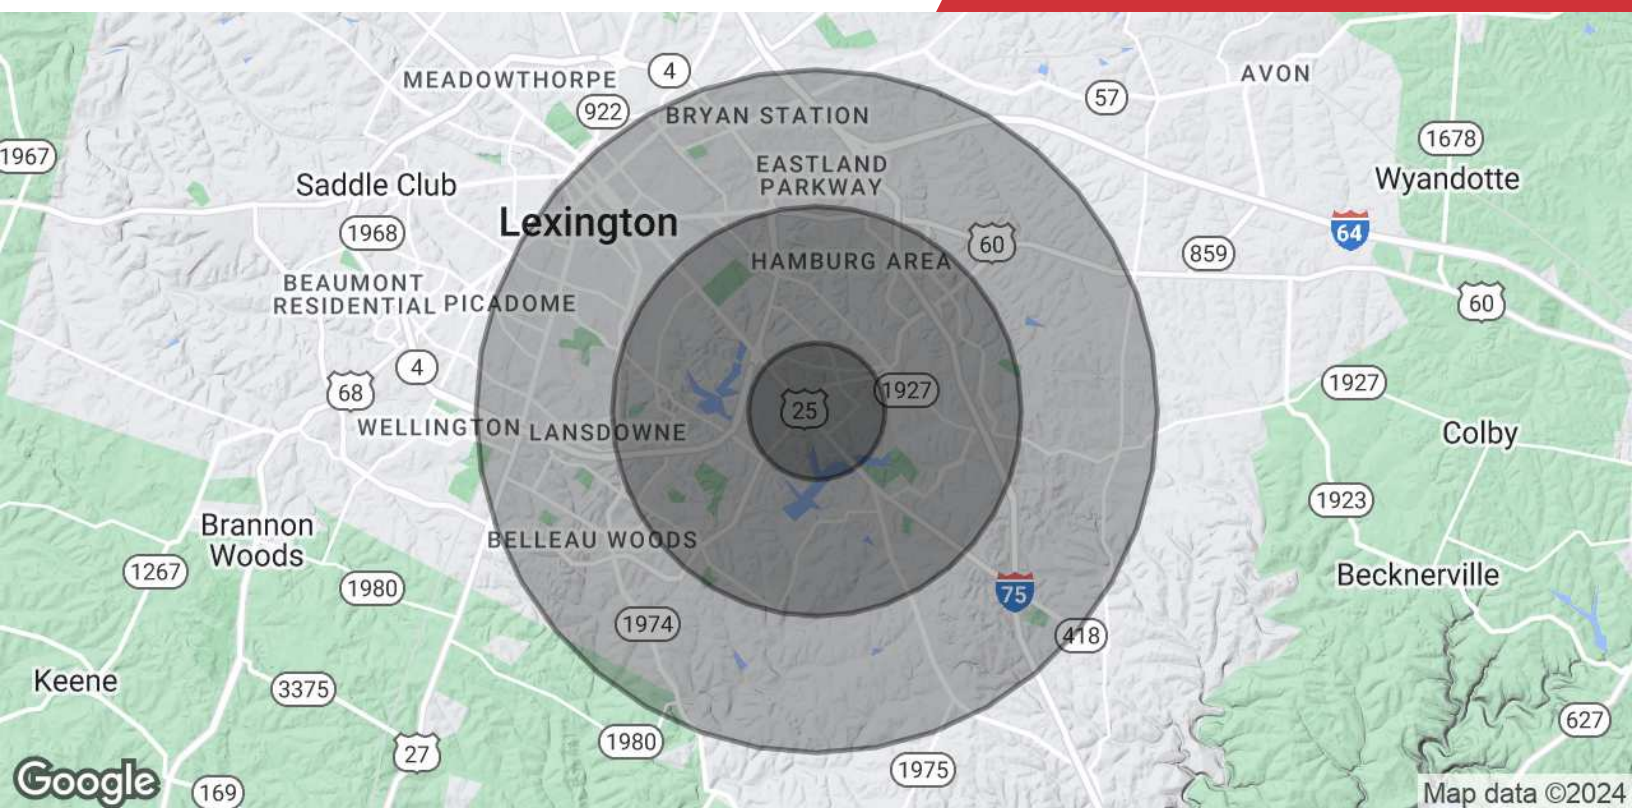 MEADOWTHORPE
4
922
BRYAN STATION
57
AVON
1967
1678
EASTLAND
PARKWAY
Saddle Club
Wyandotte
Lexington
1968
60
64
859
HAMBURG AREA
BEAUMONT
RESIDENTIAL
PICADOME
60
4
68
1927
25
1927
WELLINGTON
LANSDOWNE
Colby
1923
Brannon
Woods
BELLEAU WOODS
1267
1980
75
Becknerville
1974
418
Keene
3375
27
1980
1975
627
Google
169
Map data ©2024